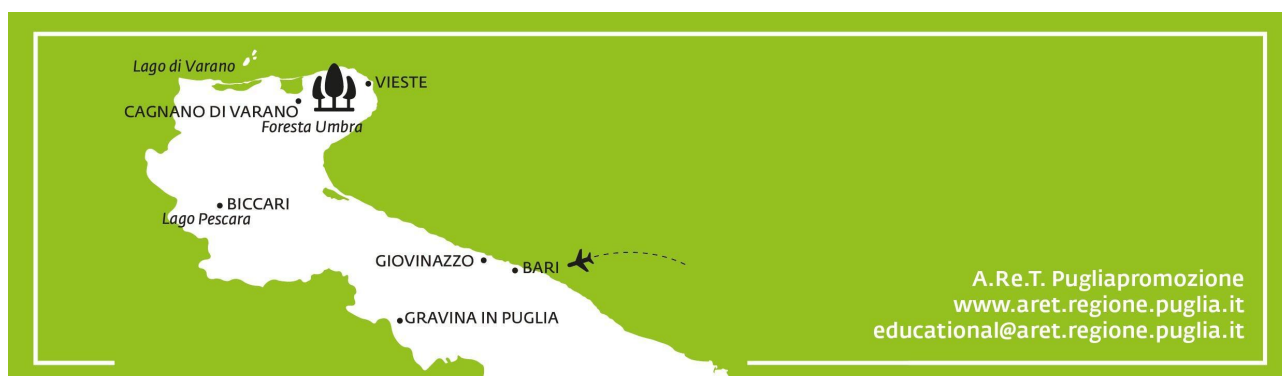 Lago di Varano
VIESTE
CAGNANO DI VARANO
Foresta Umbra
BICCARI
Lago Pescara
GIOVINAZZO
BARI
GRAVINA IN PUGLIA
A.Re.T. Pugliapromozione
www.aret.regione.puglia.it
educational@aret.regione.puglia.it